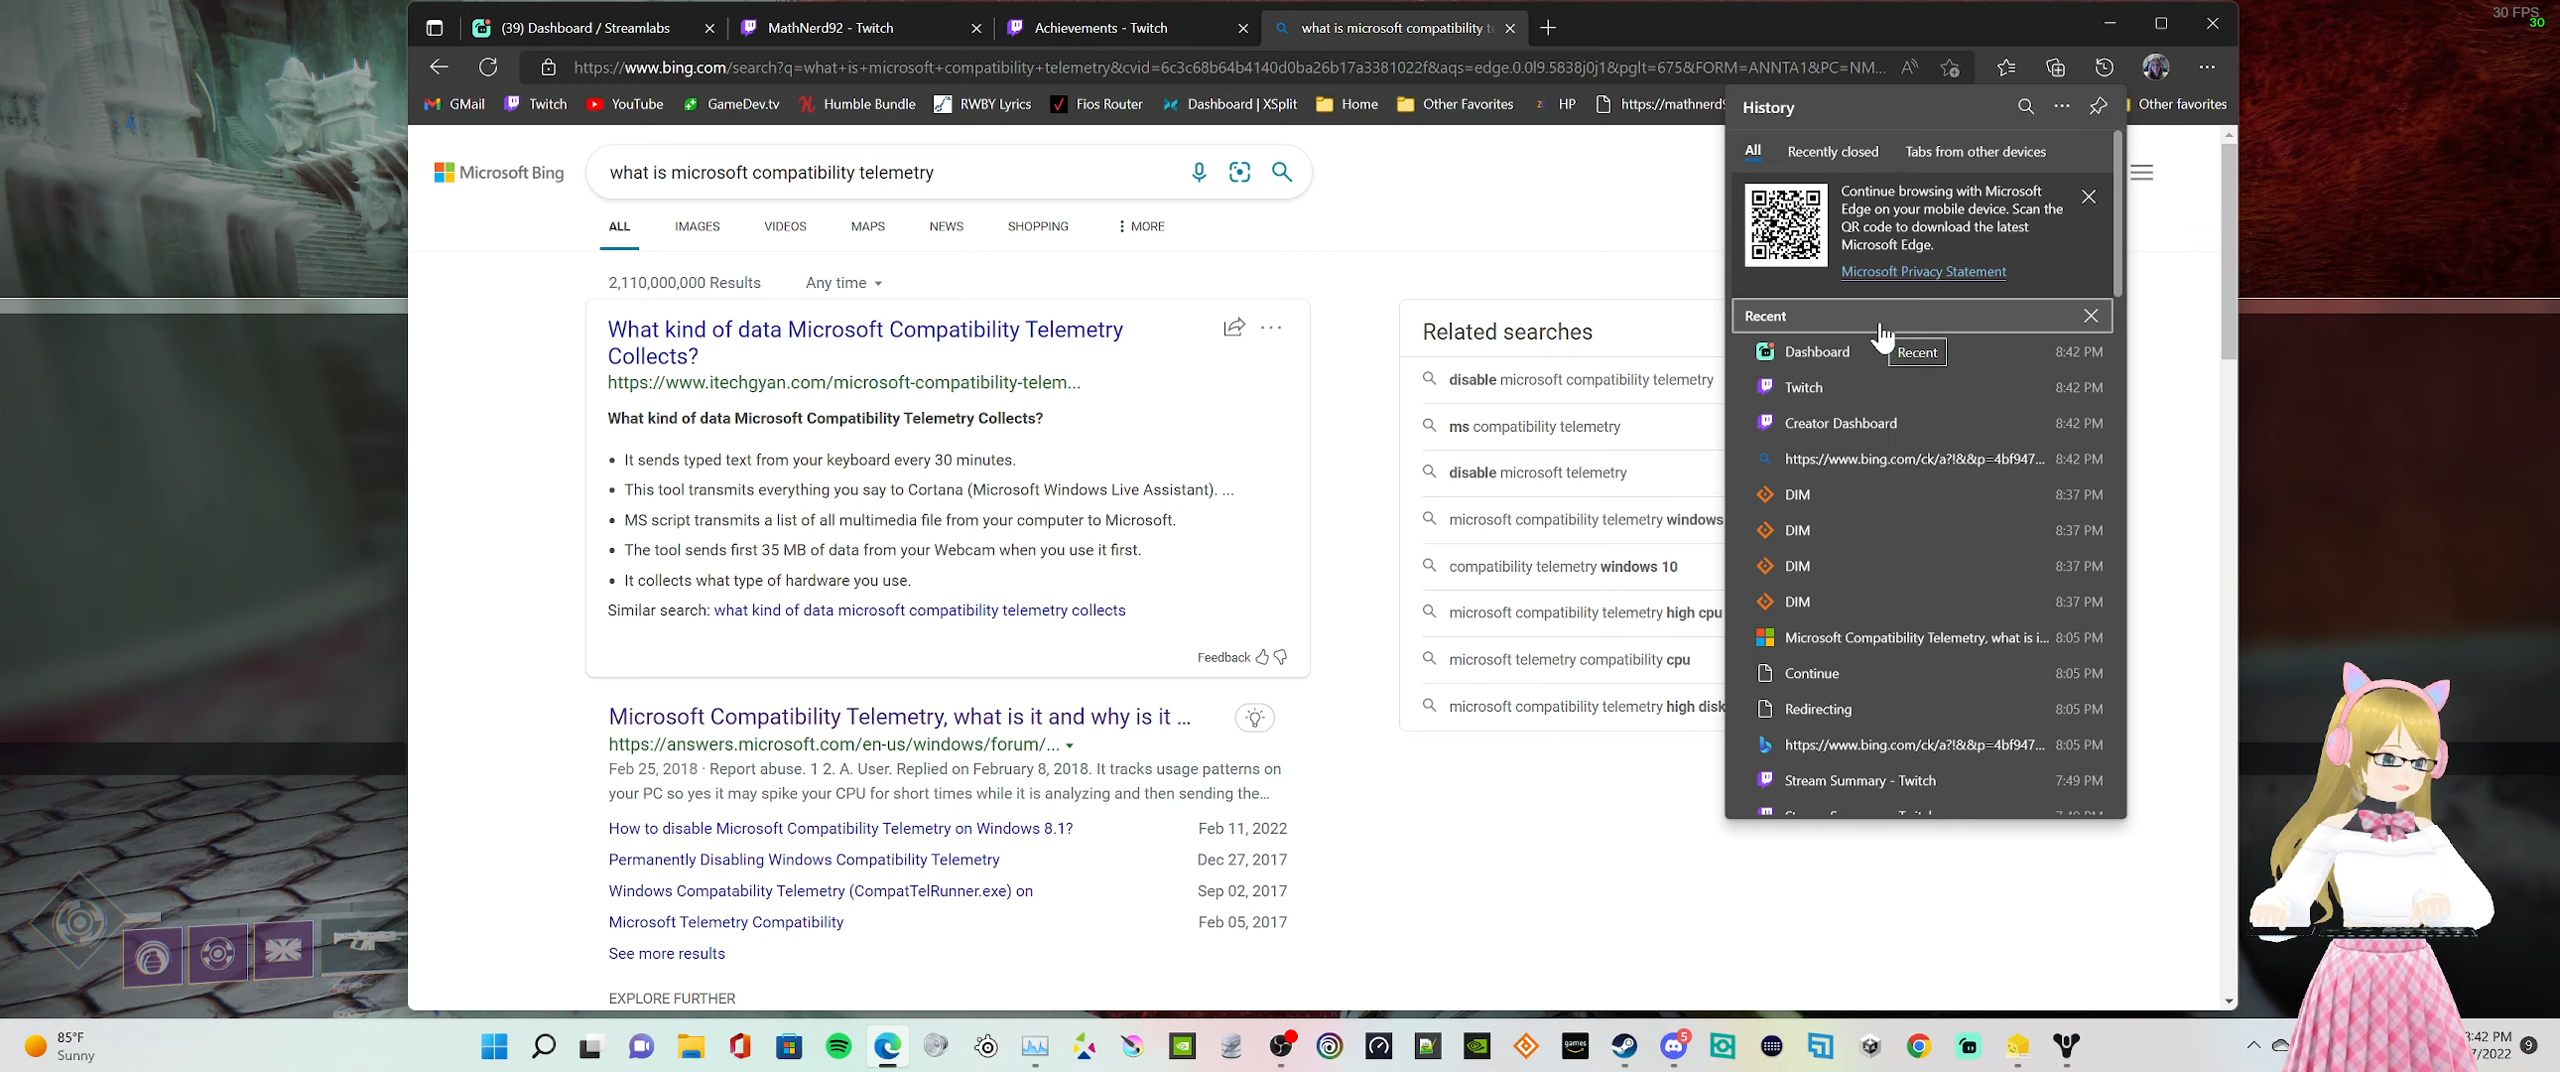 30 FPS
30
(39) Dashboard / Streamlabs
MathNerd92 - Twitch
Achievements - Twitch
what is microsoft compatibility te
https://www.bing.com/search?q=what+is+microsoft+compatibility+telemetry&cvid=6c3c68b64b4140d0ba26b17a3381022f&aqs=edge.0.0l9.5838j0j1&pglt=675&FORM=ANNTA1&PC=NM...
GMail
Twitch
YouTube
GameDev.tv
Humble Bundle
RWBY Lyrics
Fios Router
Dashboard | XSplit
Home
Other Favorites
HP
https://mathnerd9
Other favorites
History
All
Recently closed
Tabs from other devices
Continue browsing with Microsoft
Edge on your mobile device. Scan the
QR code to download the latest
Microsoft Edge.
Microsoft Privacy Statement
Recent
Dashboard 8:42 PM
Recent
Twitch 8:42 PM
Creator Dashboard 8:42 PM
https://www.bing.com/ck/a?!&&p=4bf947... 8:42 PM
DIM 8:37 PM
DIM 8:37 PM
DIM 8:37 PM
DIM 8:37 PM
Microsoft Compatibility Telemetry, what is i... 8:05 PM
Continue 8:05 PM
Redirecting 8:05 PM
https://www.bing.com/ck/a?!&&p=4bf947... 8:05 PM
Stream Summary - Twitch 7:49 PM
Microsoft Bing
what is microsoft compatibility telemetry
ALL
IMAGES
VIDEOS
MAPS
NEWS
SHOPPING
MORE
2,110,000,000 Results
Any time
What kind of data Microsoft Compatibility Telemetry
Collects?
https://www.itechgyan.com/microsoft-compatibility-telem...
What kind of data Microsoft Compatibility Telemetry Collects?
• It sends typed text from your keyboard every 30 minutes.
• This tool transmits everything you say to Cortana (Microsoft Windows Live Assistant). ...
• MS script transmits a list of all multimedia file from your computer to Microsoft.
• The tool sends first 35 MB of data from your Webcam when you use it first.
• It collects what type of hardware you use.
Similar search: what kind of data microsoft compatibility telemetry collects
Feedback
Microsoft Compatibility Telemetry, what is it and why is it ...
https://answers.microsoft.com/en-us/windows/forum/...
Feb 25, 2018 · Report abuse. 1 2. A. User. Replied on February 8, 2018. It tracks usage patterns on
your PC so yes it may spike your CPU for short times while it is analyzing and then sending the...
How to disable Microsoft Compatibility Telemetry on Windows 8.1? Feb 11, 2022
Permanently Disabling Windows Compatibility Telemetry Dec 27, 2017
Windows Compatability Telemetry (CompatTelRunner.exe) on Sep 02, 2017
Microsoft Telemetry Compatibility Feb 05, 2017
See more results
EXPLORE FURTHER
Related searches
disable microsoft compatibility telemetry
ms compatibility telemetry
disable microsoft telemetry
microsoft compatibility telemetry windows
compatibility telemetry windows 10
microsoft compatibility telemetry high cpu
microsoft telemetry compatibility cpu
microsoft compatibility telemetry high disk
85°F
Sunny
games
5
:42 PM
/2022
9